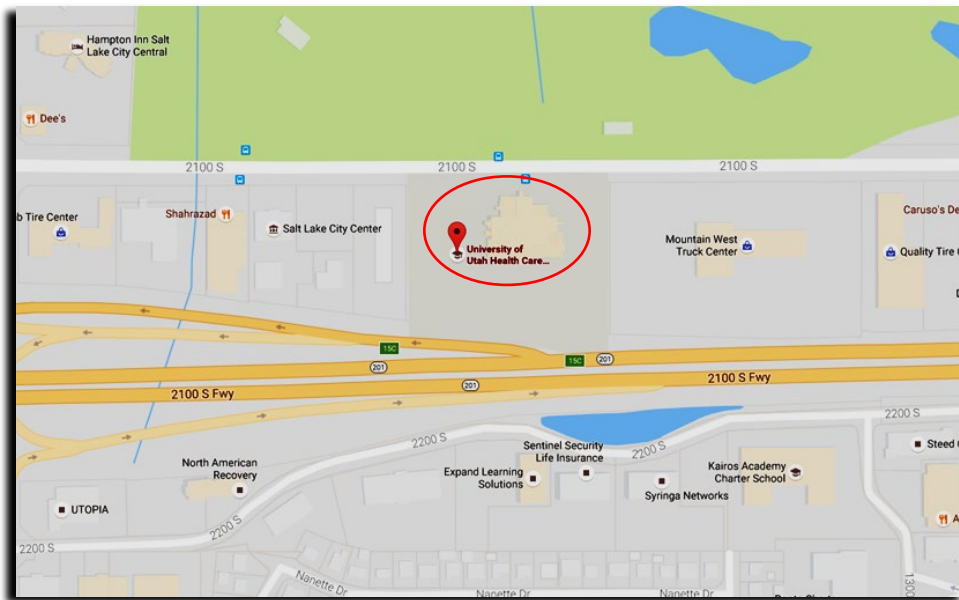 Hampton Inn Salt
Lake City Central
Dee's
2100 S
2100 S
2100 S
b Tire Center
Shahrazad
Salt Lake City Center
University of
Utah Health Care...
Mountain West
Truck Center
Caruso's De
Quality Tire
15C
201
15C
201
2100 S Fwy
201
2100 S Fwy
2200 S
2200 S
2200 S
North American
Recovery
Expand Learning
Solutions
Sentinel Security
Life Insurance
Syringa Networks
Kairos Academy
Charter School
Steed
UTOPIA
2200 S
2200 S
A
Nanette Dr
Nanette Dr
Nanette Dr